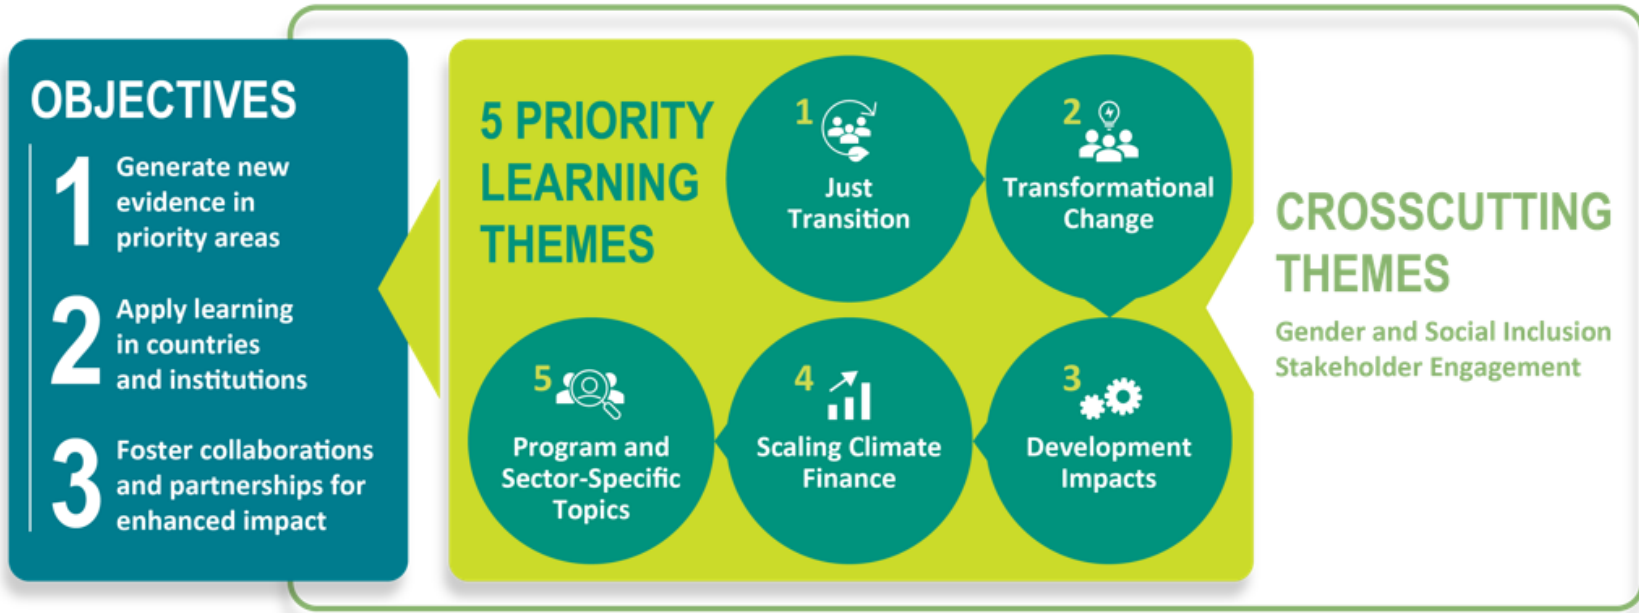 OBJECTIVES
1
Generate new
evidence in
priority areas
2
Apply learning
in countries
and institutions
3
Foster collaborations
and partnerships for
enhanced impact
5 PRIORITY
LEARNING
THEMES
1
Just
Transition
2
Transformational
Change
3
Development
Impacts
4
Scaling Climate
Finance
5
Program and
Sector-Specific
Topics
CROSSCUTTING
THEMES
Gender and Social Inclusion
Stakeholder Engagement